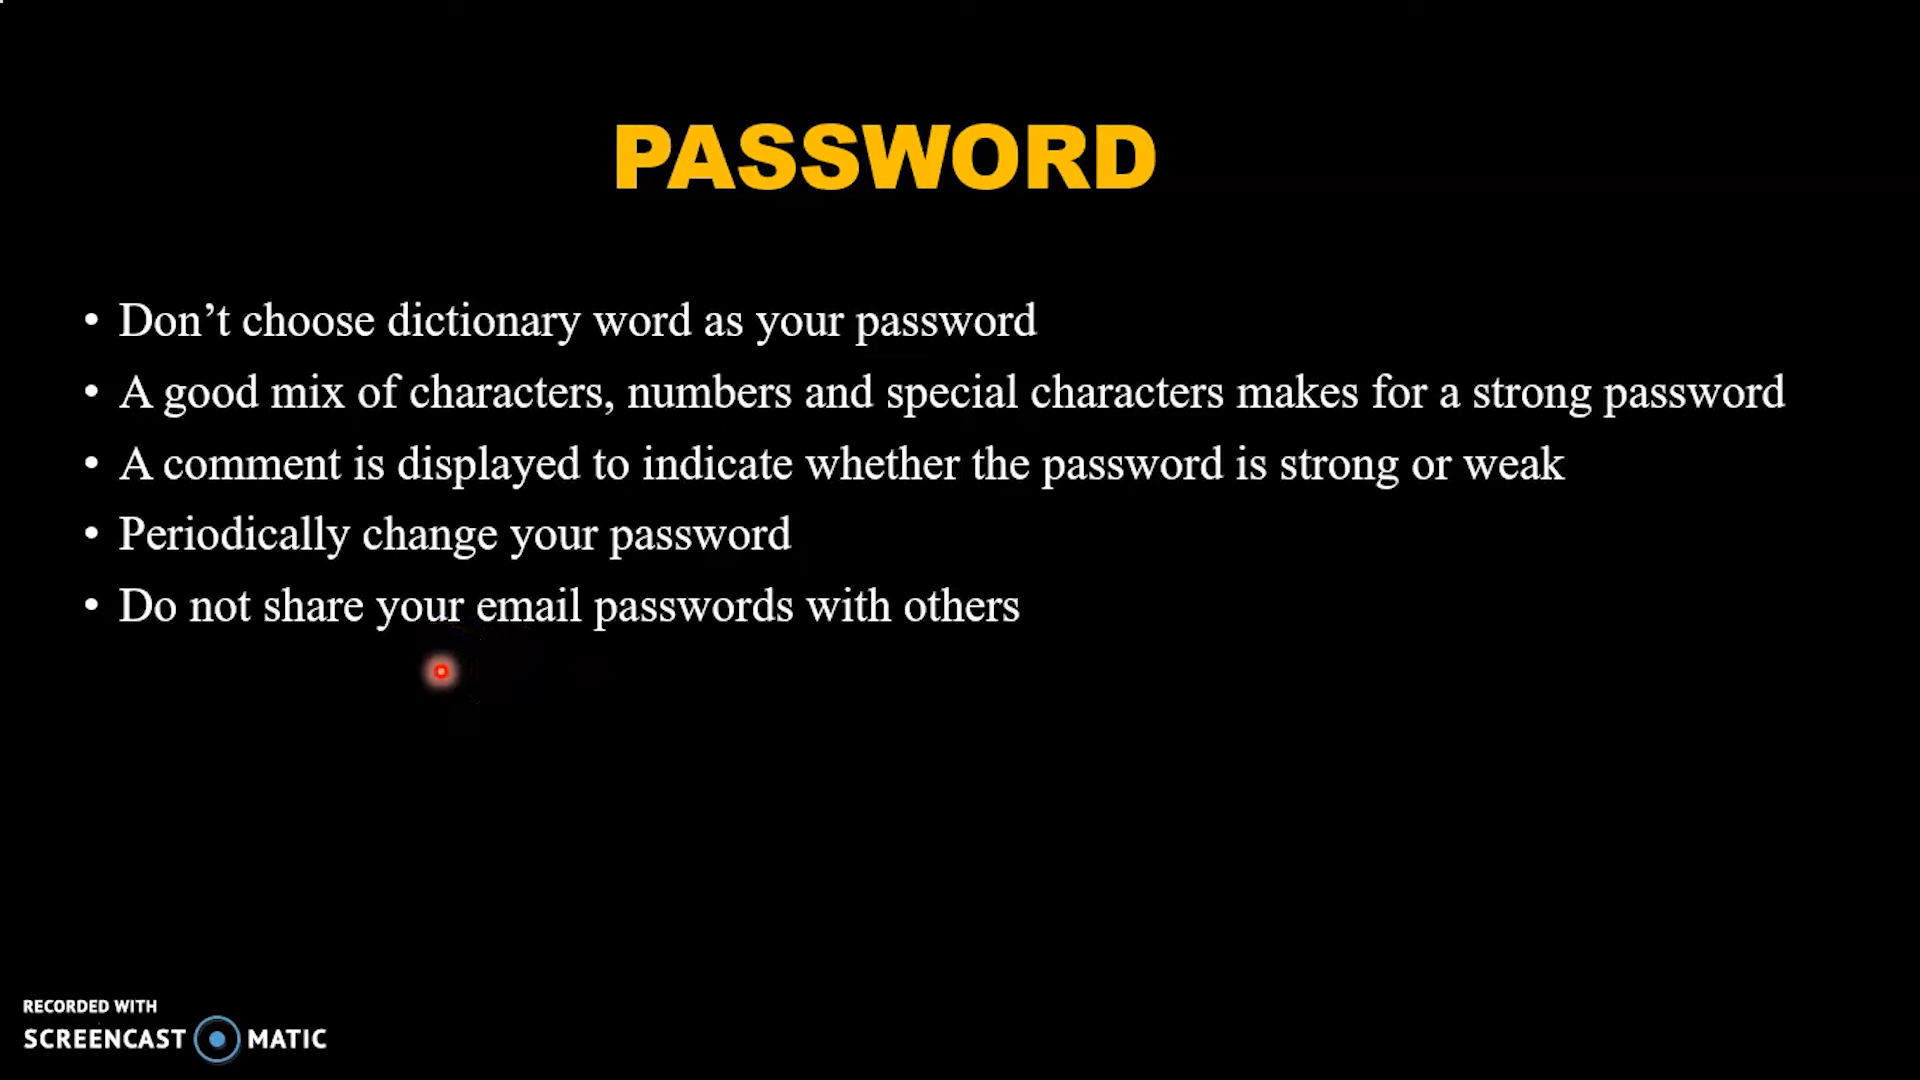 PASSWORD
• Don’t choose dictionary word as your password
• A good mix of characters, numbers and special characters makes for a strong password
• A comment is displayed to indicate whether the password is strong or weak
• Periodically change your password
• Do not share your email passwords with others
RECORDED WITH
SCREENCAST MATIC